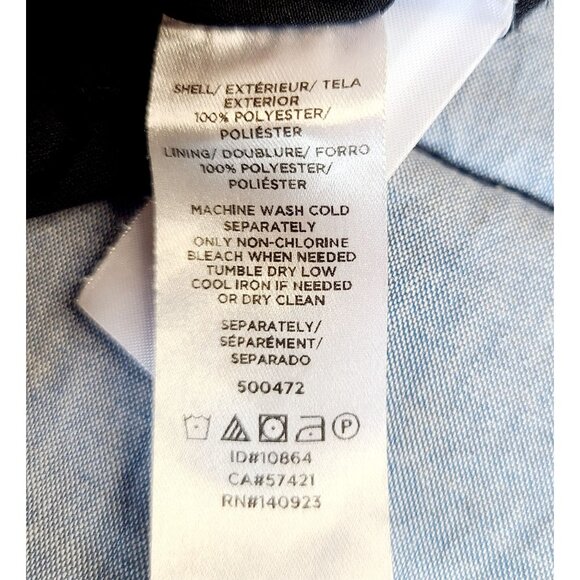 SHELL/ EXTÉRIEUR/ TELA
EXTERIOR
100% POLYESTER/
POLIÉSTER
LINING/ DOUBLURE/ FORRO
100% POLYESTER/
POLIÉSTER
MACHINE WASH COLD
SEPARATELY
ONLY NON-CHLORINE
BLEACH WHEN NEEDED
TUMBLE DRY LOW
COOL IRON IF NEEDED
OR DRY CLEAN
SEPARATELY/
SÉPARÉMENT/
SEPARADO
500472
P
ID#10864
CA#57421
RN#140923